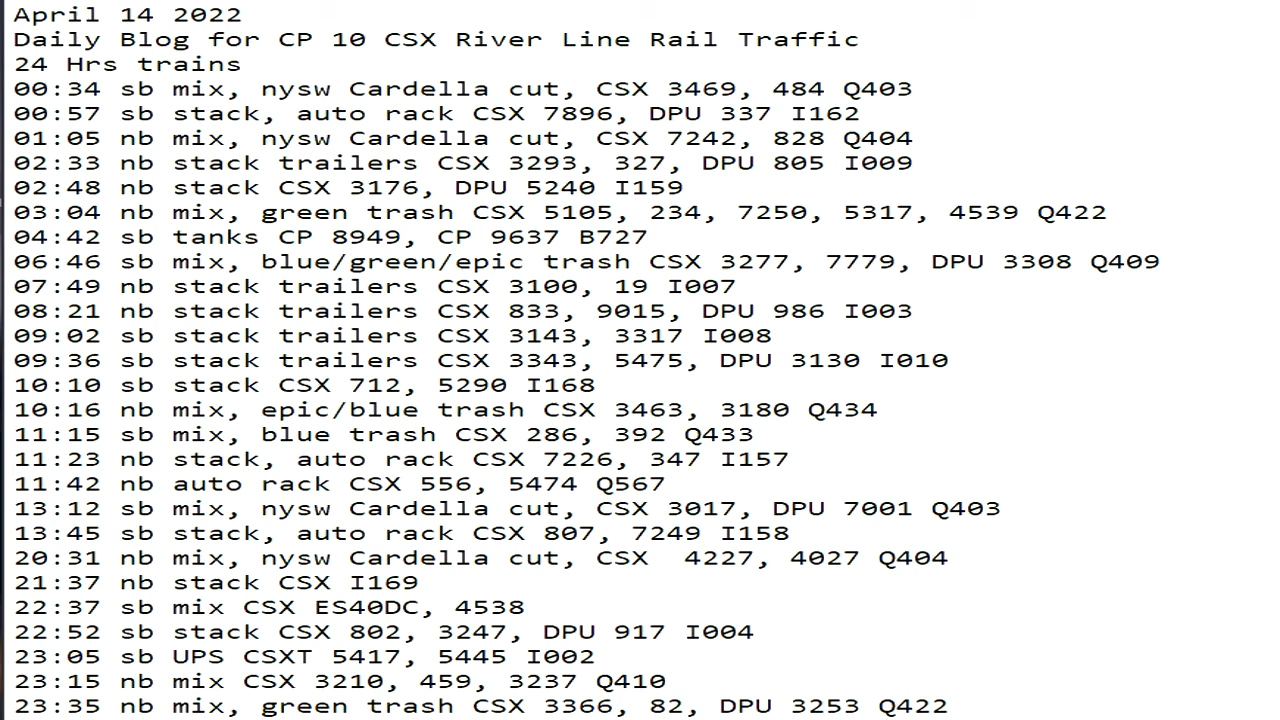 April 14 2022
Daily Blog for CP 10 CSX River Line Rail Traffic
24 Hrs trains
00:34 sb mix, nysw Cardella cut, CSX 3469, 484 Q403
00:57 sb stack, auto rack CSX 7896, DPU 337 I162
01:05 nb mix, nysw Cardella cut, CSX 7242, 828 Q404
02:33 nb stack trailers CSX 3293, 327, DPU 805 I009
02:48 nb stack CSX 3176, DPU 5240 I159
03:04 nb mix, green trash CSX 5105, 234, 7250, 5317, 4539 Q422
04:42 sb tanks CP 8949, CP 9637 B727
06:46 sb mix, blue/green/epic trash CSX 3277, 7779, DPU 3308 Q409
07:49 nb stack trailers CSX 3100, 19 I007
08:21 nb stack trailers CSX 833, 9015, DPU 986 I003
09:02 sb stack trailers CSX 3143, 3317 I008
09:36 sb stack trailers CSX 3343, 5475, DPU 3130 I010
10:10 sb stack CSX 712, 5290 I168
10:16 nb mix, epic/blue trash CSX 3463, 3180 Q434
11:15 sb mix, blue trash CSX 286, 392 Q433
11:23 nb stack, auto rack CSX 7226, 347 I157
11:42 nb auto rack CSX 556, 5474 Q567
13:12 sb mix, nysw Cardella cut, CSX 3017, DPU 7001 Q403
13:45 sb stack, auto rack CSX 807, 7249 I158
20:31 nb mix, nysw Cardella cut, CSX  4227, 4027 Q404
21:37 nb stack CSX I169
22:37 sb mix CSX ES40DC, 4538
22:52 sb stack CSX 802, 3247, DPU 917 I004
23:05 sb UPS CSXT 5417, 5445 I002
23:15 nb mix CSX 3210, 459, 3237 Q410
23:35 nb mix, green trash CSX 3366, 82, DPU 3253 Q422